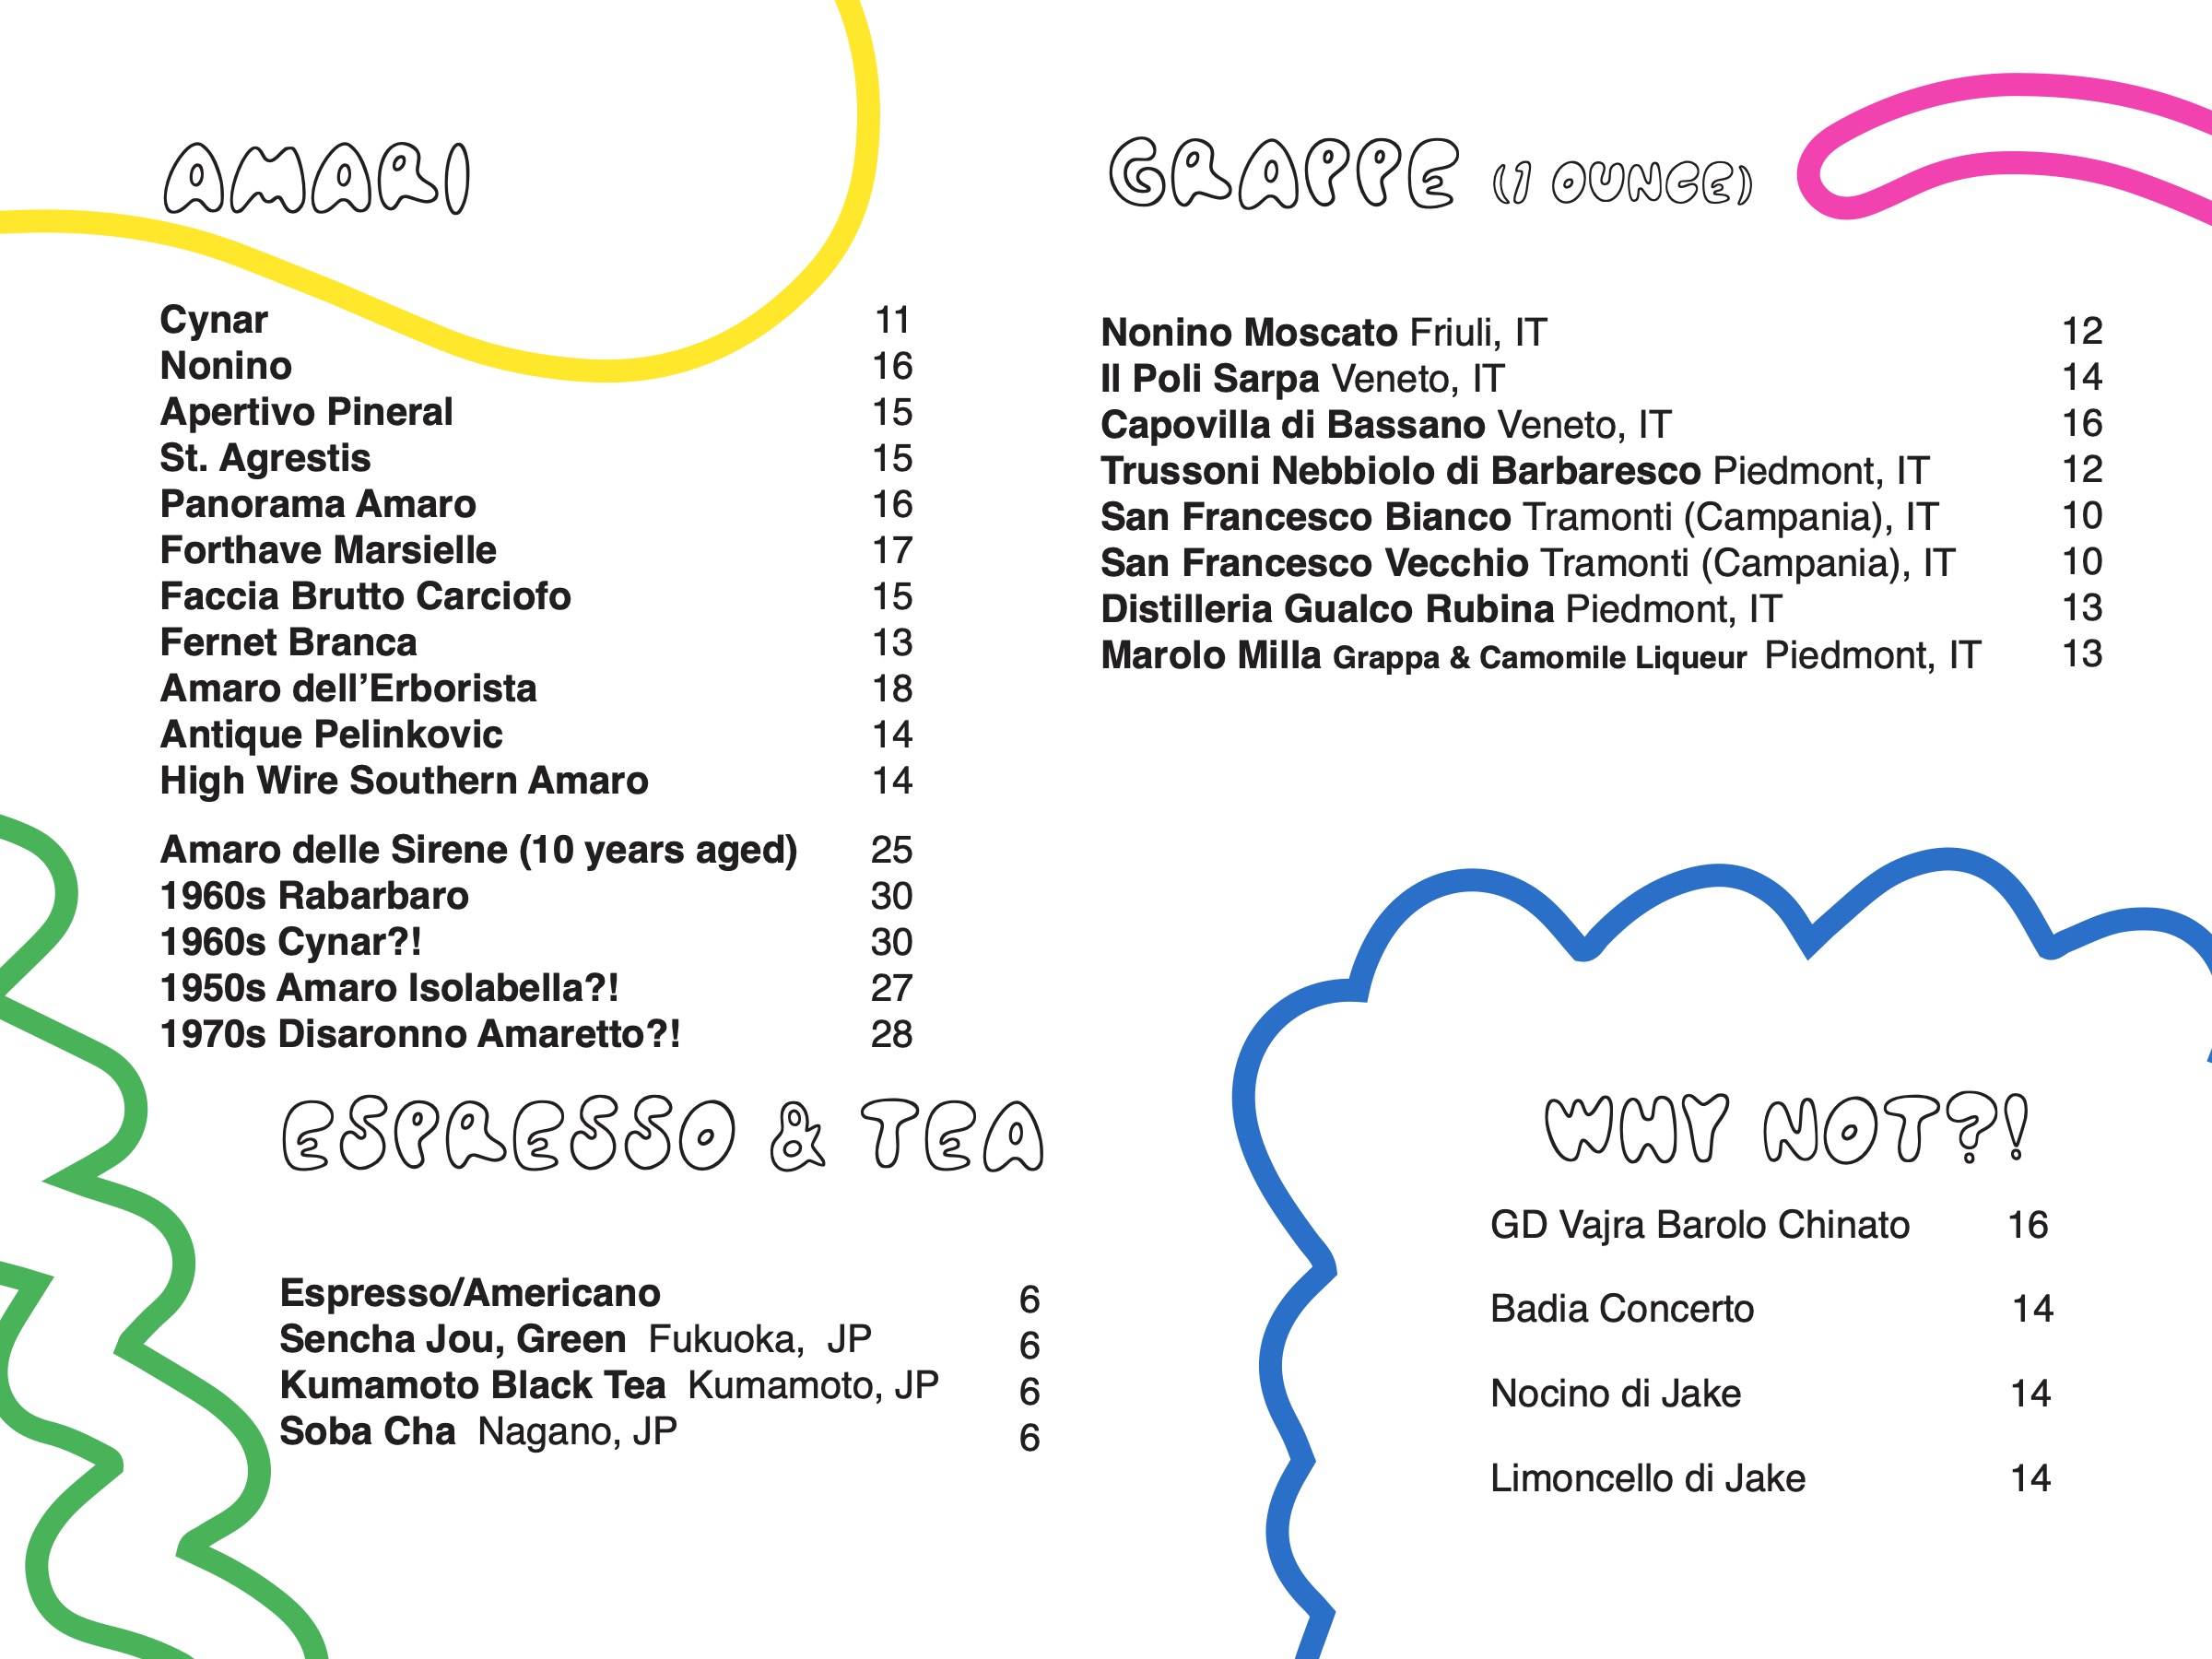 AMARI
Cynar 11
Nonino 16
Apertivo Pineral 15
St. Agrestis 15
Panorama Amaro 16
Forthave Marsielle 17
Faccia Brutto Carciofo 15
Fernet Branca 13
Amaro dell’Erborista 18
Antique Pelinkovic 14
High Wire Southern Amaro 14
Amaro delle Sirene (10 years aged) 25
1960s Rabarbaro 30
1960s Cynar?! 30
1950s Amaro Isolabella?! 27
1970s Disaronno Amaretto?! 28
ESPRESSO & TEA
Espresso/Americano 6
Sencha Jou, Green Fukuoka, JP 6
Kumamoto Black Tea Kumamoto, JP 6
Soba Cha Nagano, JP 6
GRAPPE (1 OUNCE)
Nonino Moscato Friuli, IT 12
Il Poli Sarpa Veneto, IT 14
Capovilla di Bassano Veneto, IT 16
Trussoni Nebbiolo di Barbaresco Piedmont, IT 12
San Francesco Bianco Tramonti (Campania), IT 10
San Francesco Vecchio Tramonti (Campania), IT 10
Distilleria Gualco Rubina Piedmont, IT 13
Marolo Milla Grappa & Camomile Liqueur Piedmont, IT 13
WHY NOT?!
GD Vajra Barolo Chinato 16
Badia Concerto 14
Nocino di Jake 14
Limoncello di Jake 14